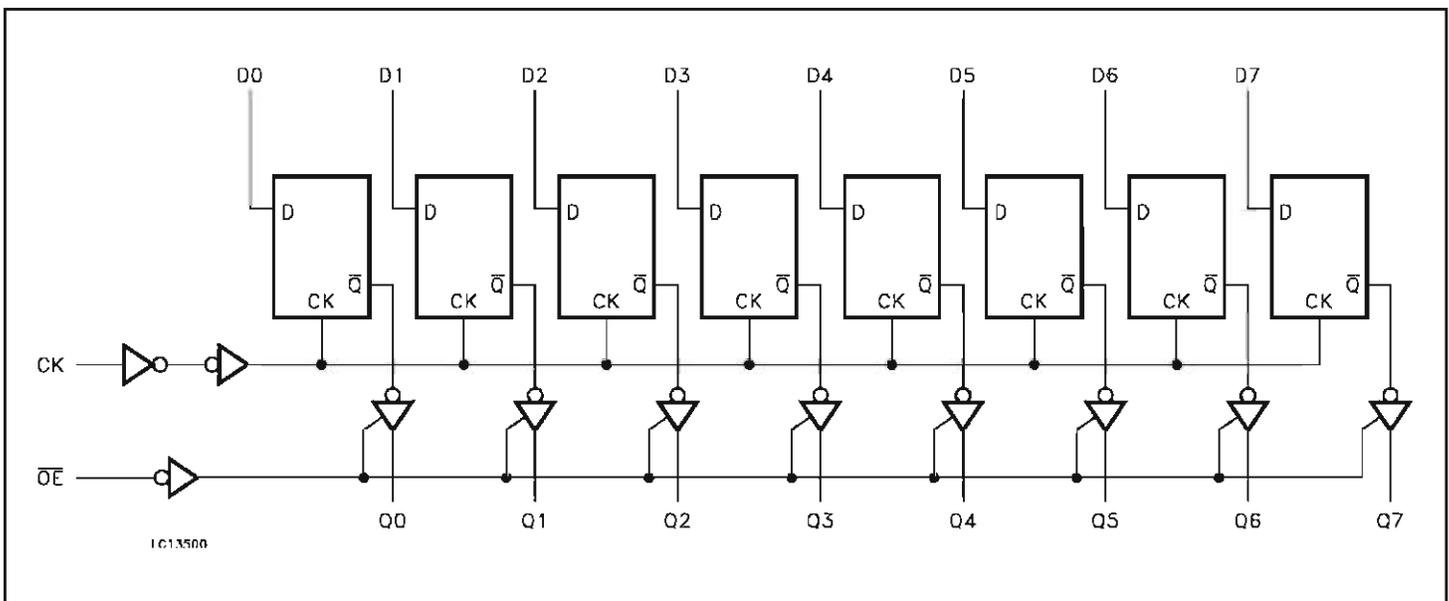 D0 D1 D2 D3 D4 D5 D6 D7
D D D D D D D D
Q̅ Q̅ Q̅ Q̅ Q̅ Q̅ Q̅ Q̅
CK CK CK CK CK CK CK CK
CK
O̅E̅
Q0 Q1 Q2 Q3 Q4 Q5 Q6 Q7